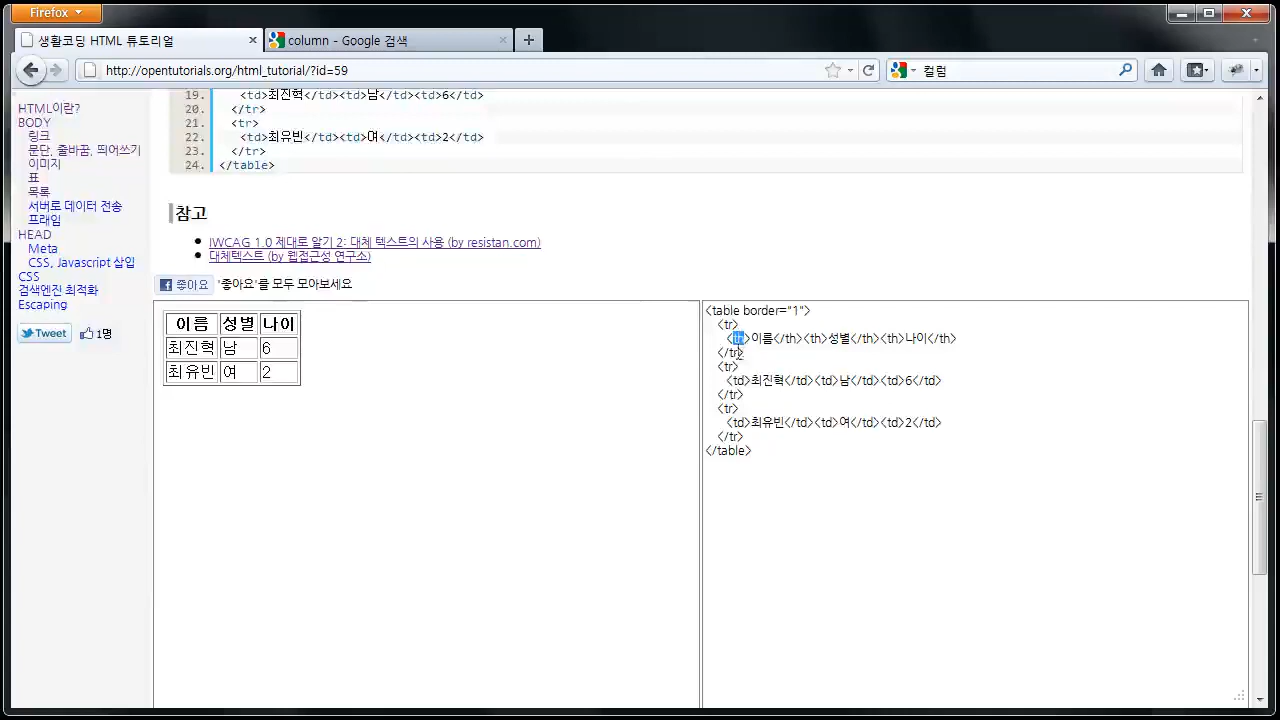 Firefox
생활코딩 HTML 튜토리얼
column - Google 검색
http://opentutorials.org/html_tutorial/?id=59
컬럼
HTML이란?
BODY
링크
문단, 줄바꿈, 띄어쓰기
이미지
표
목록
서버로 데이터 전송
프래임
HEAD
Meta
CSS, Javascript 삽입
CSS
검색엔진 최적화
Escaping
Tweet
1명
19. <td>최진혁</td><td>남</td><td>6</td>
20. </tr>
21. <tr>
22. <td>최유빈</td><td>여</td><td>2</td>
23. </tr>
24. </table>
참고
IWCAG 1.0 제대로 알기 2: 대체 텍스트의 사용 (by resistan.com)
대체텍스트 (by 웹접근성 연구소)
좋아요 '좋아요'를 모두 모아보세요
이름 성별 나이
최진혁 남 6
최유빈 여 2
<table border="1">
<tr>
<th>이름</th><th>성별</th><th>나이</th>
</tr>
<tr>
<td>최진혁</td><td>남</td><td>6</td>
</tr>
<tr>
<td>최유빈</td><td>여</td><td>2</td>
</tr>
</table>